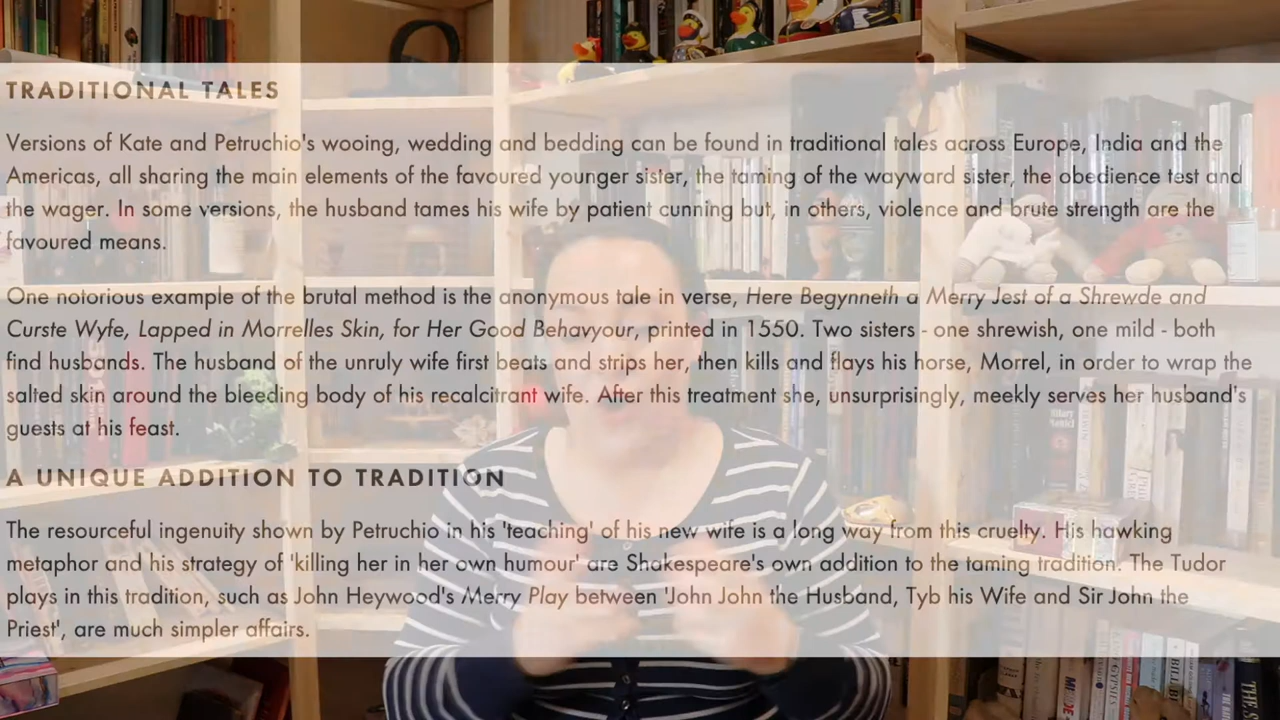 TRADITIONAL TALES
Versions of Kate and Petruchio's wooing, wedding and bedding can be found in traditional tales across Europe, India and the
Americas, all sharing the main elements of the favoured younger sister, the taming of the wayward sister, the obedience test and
the wager. In some versions, the husband tames his wife by patient cunning but, in others, violence and brute strength are the
favoured means.
One notorious example of the brutal method is the anonymous tale in verse, Here Begynneth a Merry Jest of a Shrewde and
Curste Wyfe, Lapped in Morrelles Skin, for Her Good Behavyour, printed in 1550. Two sisters - one shrewish, one mild - both
find husbands. The husband of the unruly wife first beats and strips her, then kills and flays his horse, Morrel, in order to wrap the
salted skin around the bleeding body of his recalcitrant wife. After this treatment she, unsurprisingly, meekly serves her husband's
guests at his feast.
A UNIQUE ADDITION TO TRADITION
The resourceful ingenuity shown by Petruchio in his 'teaching' of his new wife is a long way from this cruelty. His hawking
metaphor and his strategy of 'killing her in her own humour' are Shakespeare's own addition to the taming tradition. The Tudor
plays in this tradition, such as John Heywood's Merry Play between 'John John the Husband, Tyb his Wife and Sir John the
Priest', are much simpler affairs.